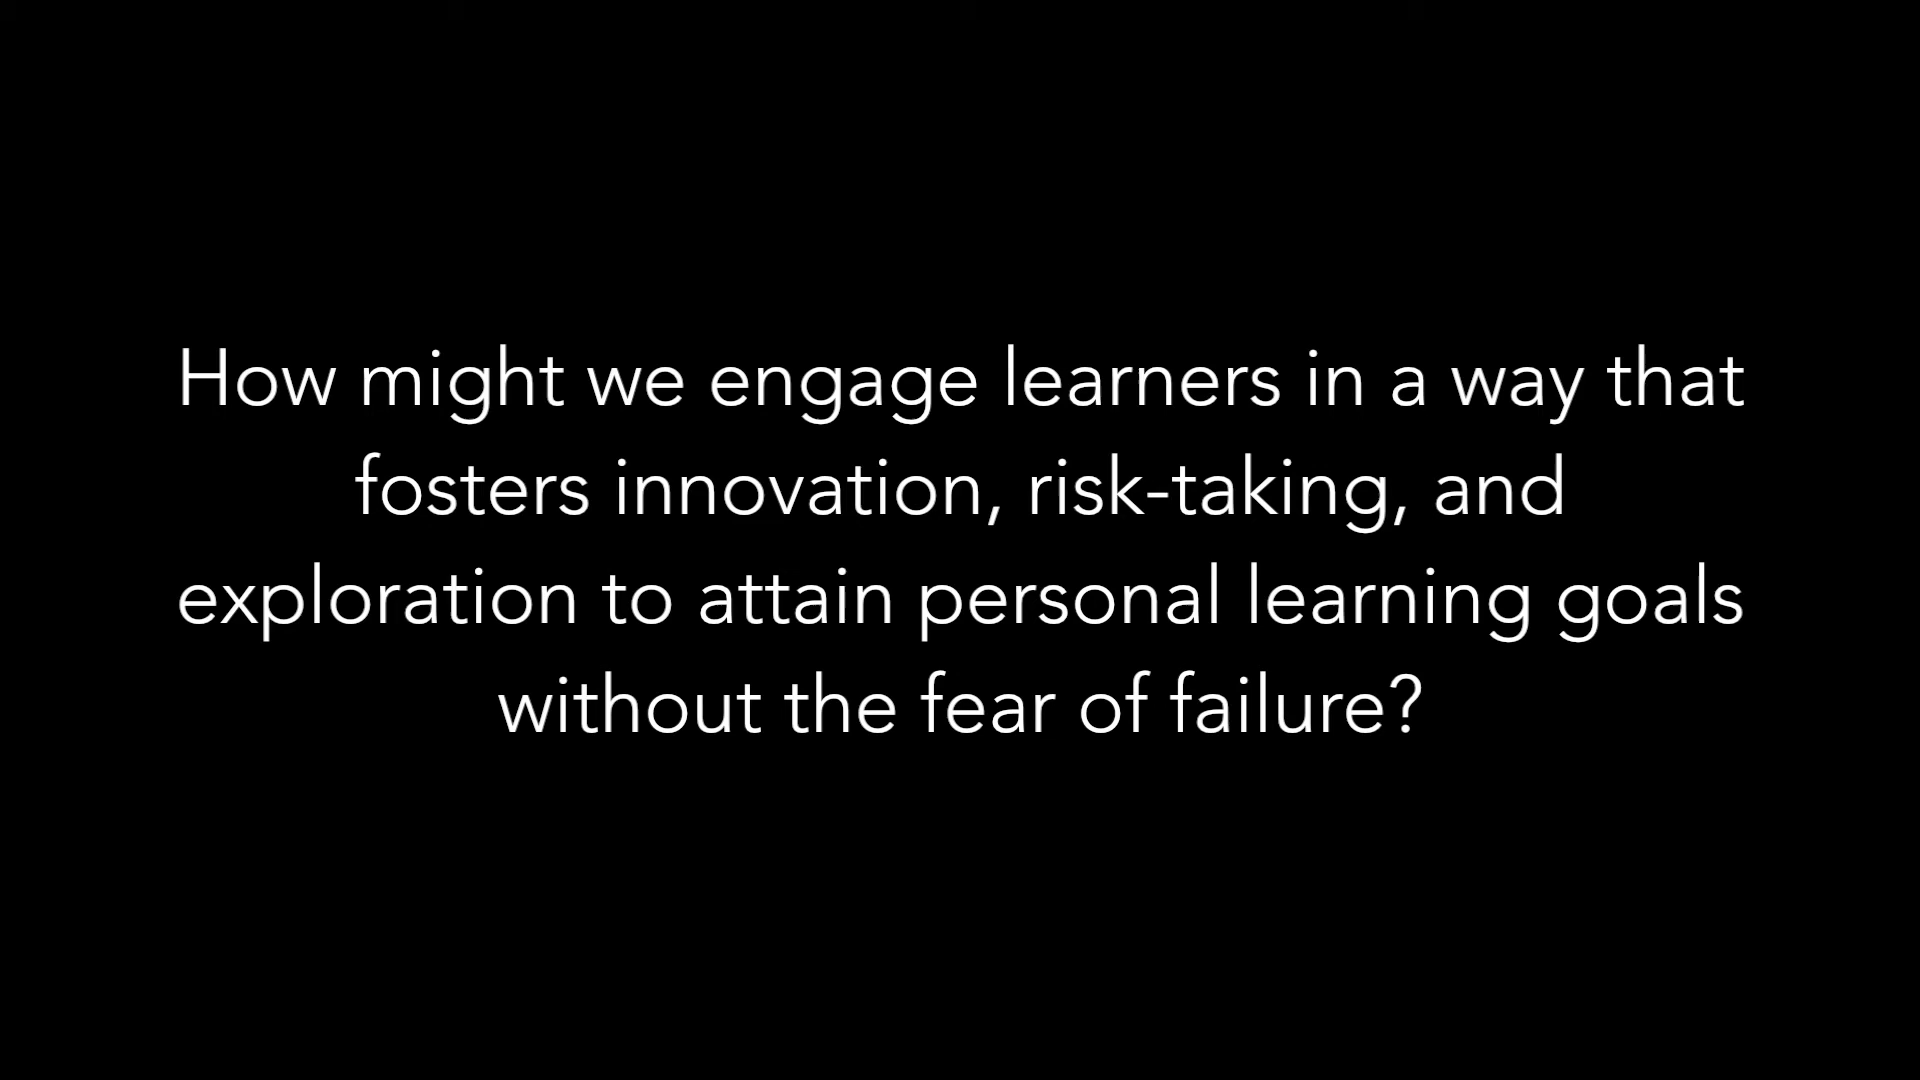 How might we engage learners in a way that
fosters innovation, risk-taking, and
exploration to attain personal learning goals
without the fear of failure?